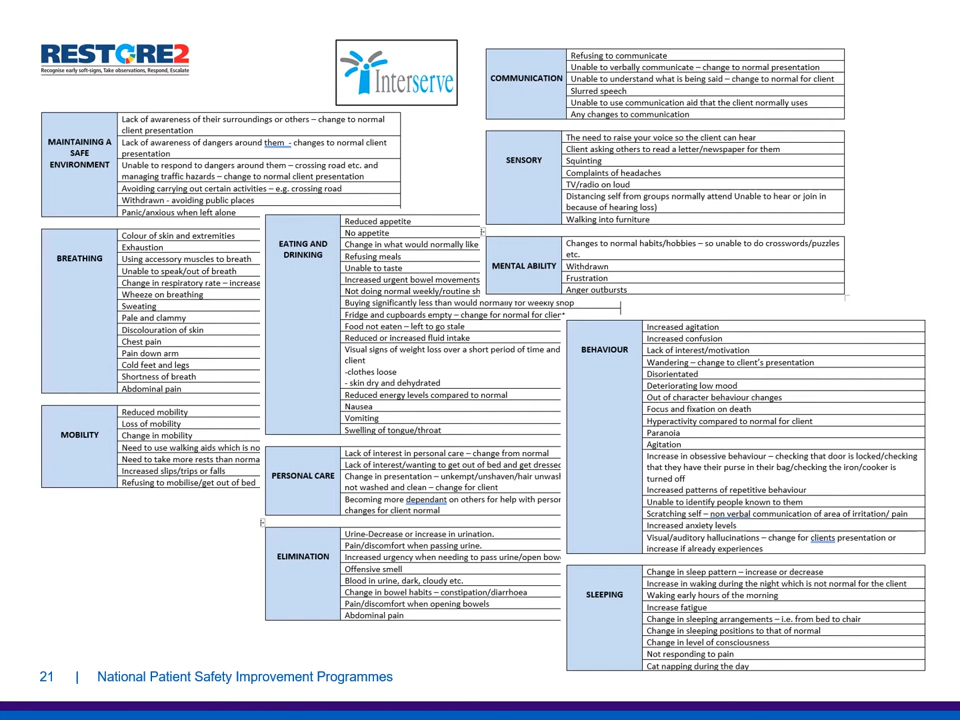 RESTORE2
Recognise early soft-signs, Take observations, Respond, Escalate
Interserve
MAINTAINING A
SAFE
ENVIRONMENT
Lack of awareness of their surroundings or others – change to normal
client presentation
Lack of awareness of dangers around them - changes to normal client
presentation
Unable to respond to dangers around them – crossing road etc. and
managing traffic hazards – change to normal client presentation
Avoiding carrying out certain activities – e.g. crossing road
Withdrawn - avoiding public places
Panic/anxious when left alone
BREATHING
Colour of skin and extremities
Exhaustion
Using accessory muscles to breath
Unable to speak/out of breath
Change in respiratory rate – increase
Wheeze on breathing
Sweating
Pale and clammy
Discolouration of skin
Chest pain
Pain down arm
Cold feet and legs
Shortness of breath
Abdominal pain
MOBILITY
Reduced mobility
Loss of mobility
Change in mobility
Need to use walking aids which is no
Need to take more rests than norma
Increased slips/trips or falls
Refusing to mobilise/get out of bed
EATING AND
DRINKING
Reduced appetite
No appetite
Change in what would normally like
Refusing meals
Unable to taste
Increased urgent bowel movements
Not doing normal weekly/routine sh
Buying significantly less than would normally for weekly shop
Fridge and cupboards empty – change for normal for client
Food not eaten – left to go stale
Reduced or increased fluid intake
Visual signs of weight loss over a short period of time and
client
-clothes loose
- skin dry and dehydrated
Reduced energy levels compared to normal
Nausea
Vomiting
Swelling of tongue/throat
PERSONAL CARE
Lack of interest in personal care – change from normal
Lack of interest/wanting to get out of bed and get dressed
Change in presentation – unkempt/unshaven/hair unwash
not washed and clean – change for client
Becoming more dependant on others for help with person
changes for client normal
ELIMINATION
Urine-Decrease or increase in urination.
Pain/discomfort when passing urine.
Increased urgency when needing to pass urine/open bow
Offensive smell
Blood in urine, dark, cloudy etc.
Change in bowel habits – constipation/diarrhoea
Pain/discomfort when opening bowels
Abdominal pain
COMMUNICATION
Refusing to communicate
Unable to verbally communicate – change to normal presentation
Unable to understand what is being said – change to normal for client
Slurred speech
Unable to use communication aid that the client normally uses
Any changes to communication
SENSORY
The need to raise your voice so the client can hear
Client asking others to read a letter/newspaper for them
Squinting
Complaints of headaches
TV/radio on loud
Distancing self from groups normally attend Unable to hear or join in
because of hearing loss)
Walking into furniture
MENTAL ABILITY
Changes to normal habits/hobbies – so unable to do crosswords/puzzles
etc.
Withdrawn
Frustration
Anger outbursts
BEHAVIOUR
Increased agitation
Increased confusion
Lack of interest/motivation
Wandering – change to client's presentation
Disorientated
Deteriorating low mood
Out of character behaviour changes
Focus and fixation on death
Hyperactivity compared to normal for client
Paranoia
Agitation
Increase in obsessive behaviour – checking that door is locked/checking
that they have their purse in their bag/checking the iron/cooker is
turned off
Increased patterns of repetitive behaviour
Unable to identify people known to them
Scratching self – non verbal communication of area of irritation/ pain
Increased anxiety levels
Visual/auditory hallucinations – change for clients presentation or
increase if already experiences
SLEEPING
Change in sleep pattern – increase or decrease
Increase in waking during the night which is not normal for the client
Waking early hours of the morning
Increase fatigue
Change in sleeping arrangements – i.e. from bed to chair
Change in sleeping positions to that of normal
Change in level of consciousness
Not responding to pain
Cat napping during the day
21 | National Patient Safety Improvement Programmes